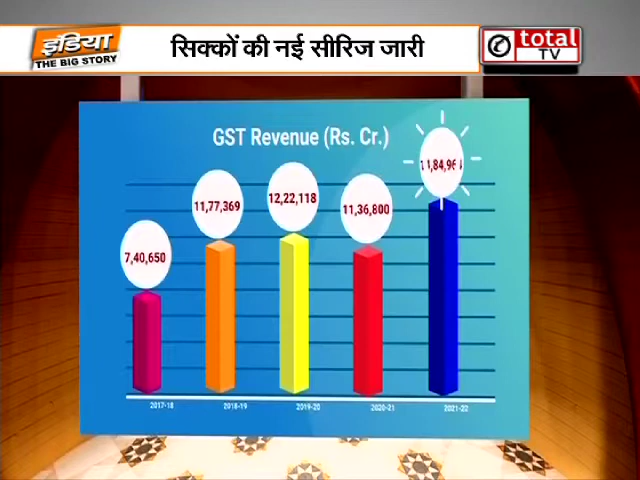 इंडिया
THE BIG STORY
सिक्कों की नई सीरिज जारी
total
TV
GST Revenue (Rs. Cr.)
7,40,650
11,77,369
12,22,118
11,36,800
2017-18
2018-19
2019-20
2020-21
2021-22